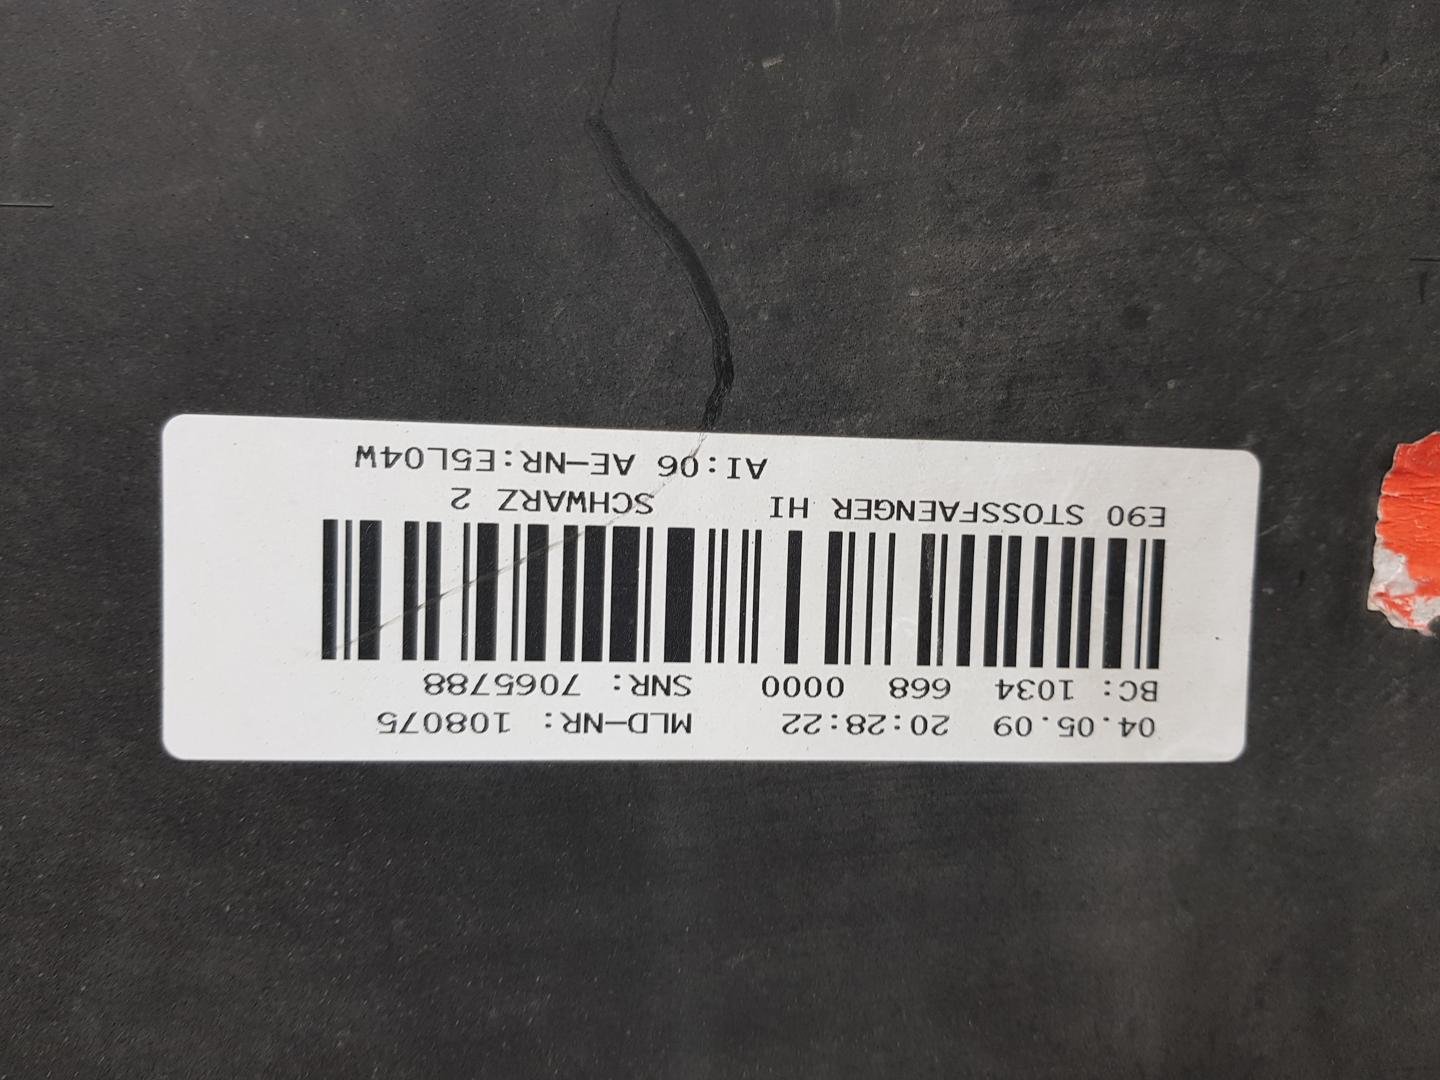 04.05.09 20:28:22 MLD-NR: 108075
BC: 1034 668 0000 SNR: 7065788
E90 STOSSFAENGER HI SCHWARZ 2
AI:06 AE-NR:E5L04W